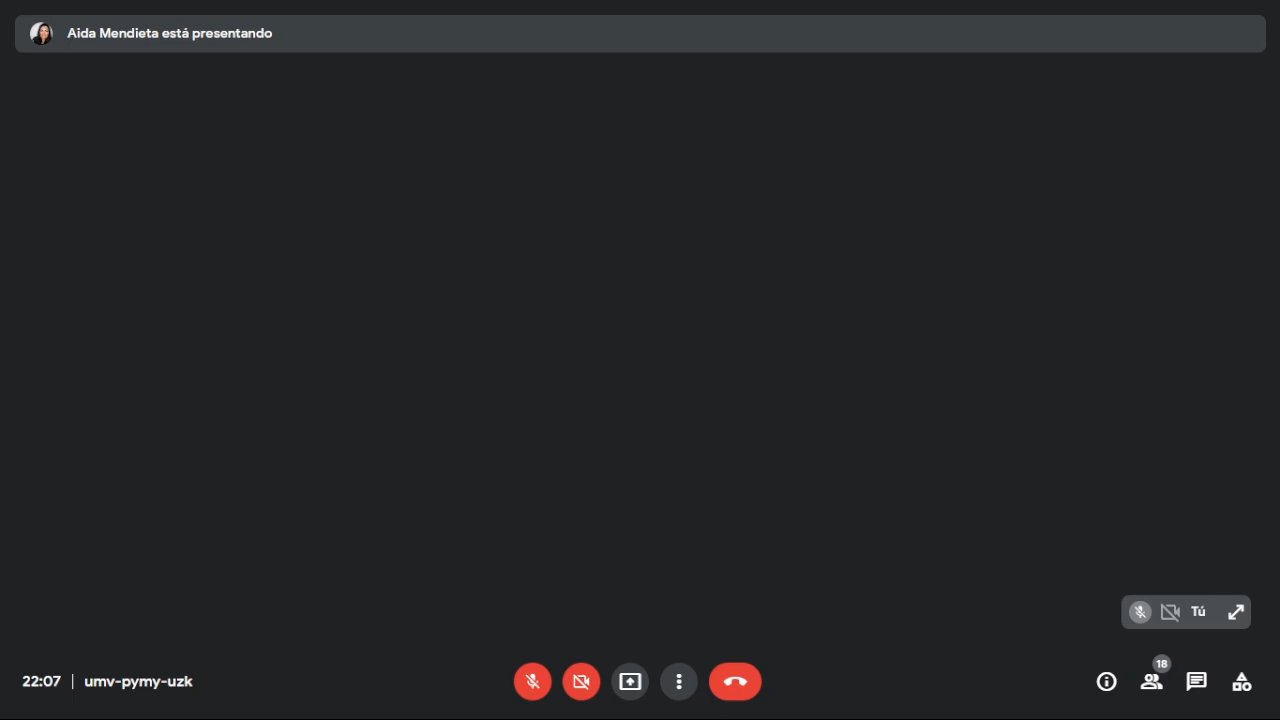 Aida Mendieta está presentando
Tú
18
22:07 | umv-pymy-uzk